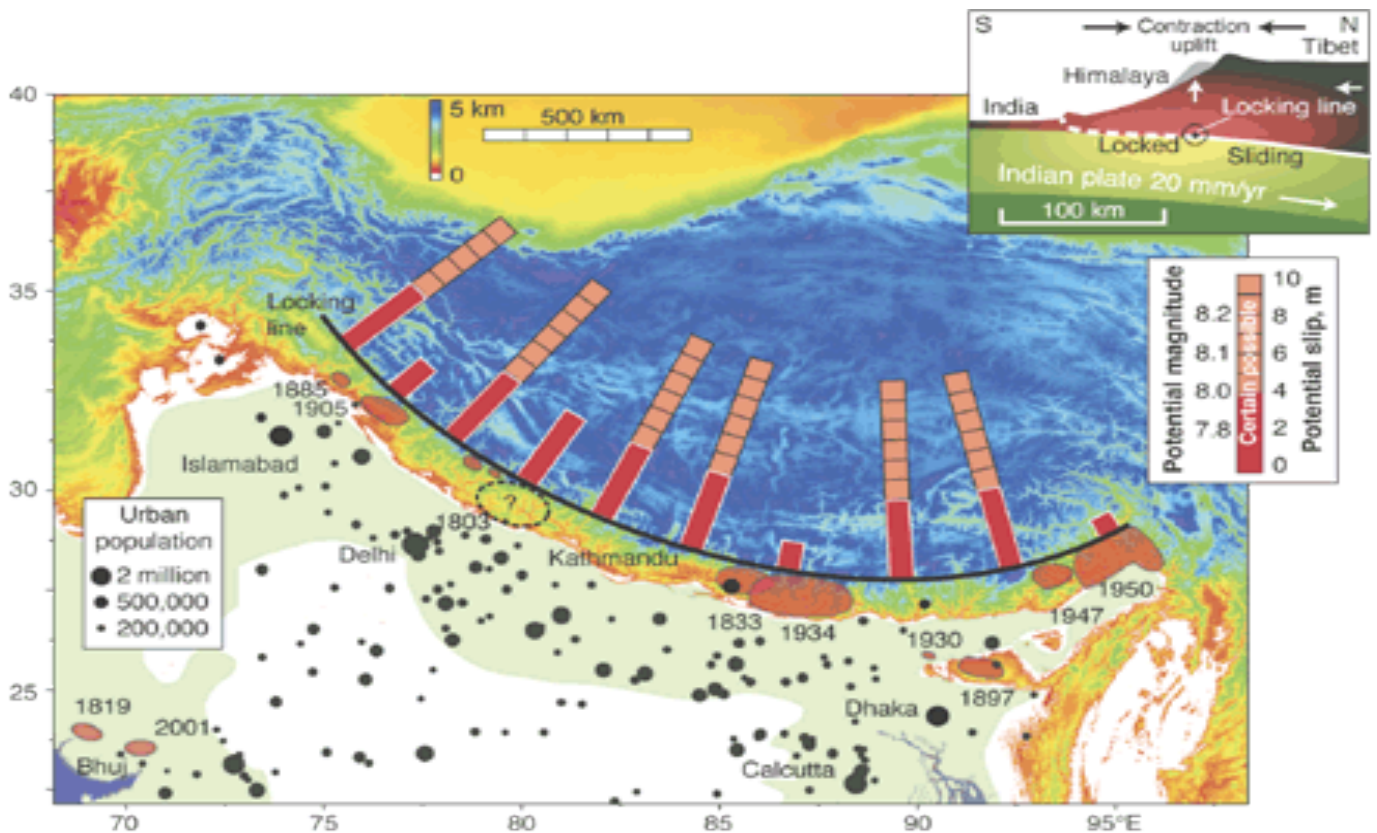 S
Contraction
N
uplift
Tibet
Himalaya
India
Locking line
Locked
Sliding
Indian plate 20 mm/yr
100 km
40
5 km
0
500 km
35
Locking
line
Potential magnitude
8.2
8.1
8.0
7.8
Certain possible
10
8
6
4
2
0
Potential slip, m
1885
1905
Islamabad
30
?
1803
Urban
population
2 million
500,000
200,000
Delhi
Kathmandu
1833
1934
1930
1947
1950
1897
25
1819
2001
Bhuj
Dhaka
Calcutta
70
75
80
85
90
95°E